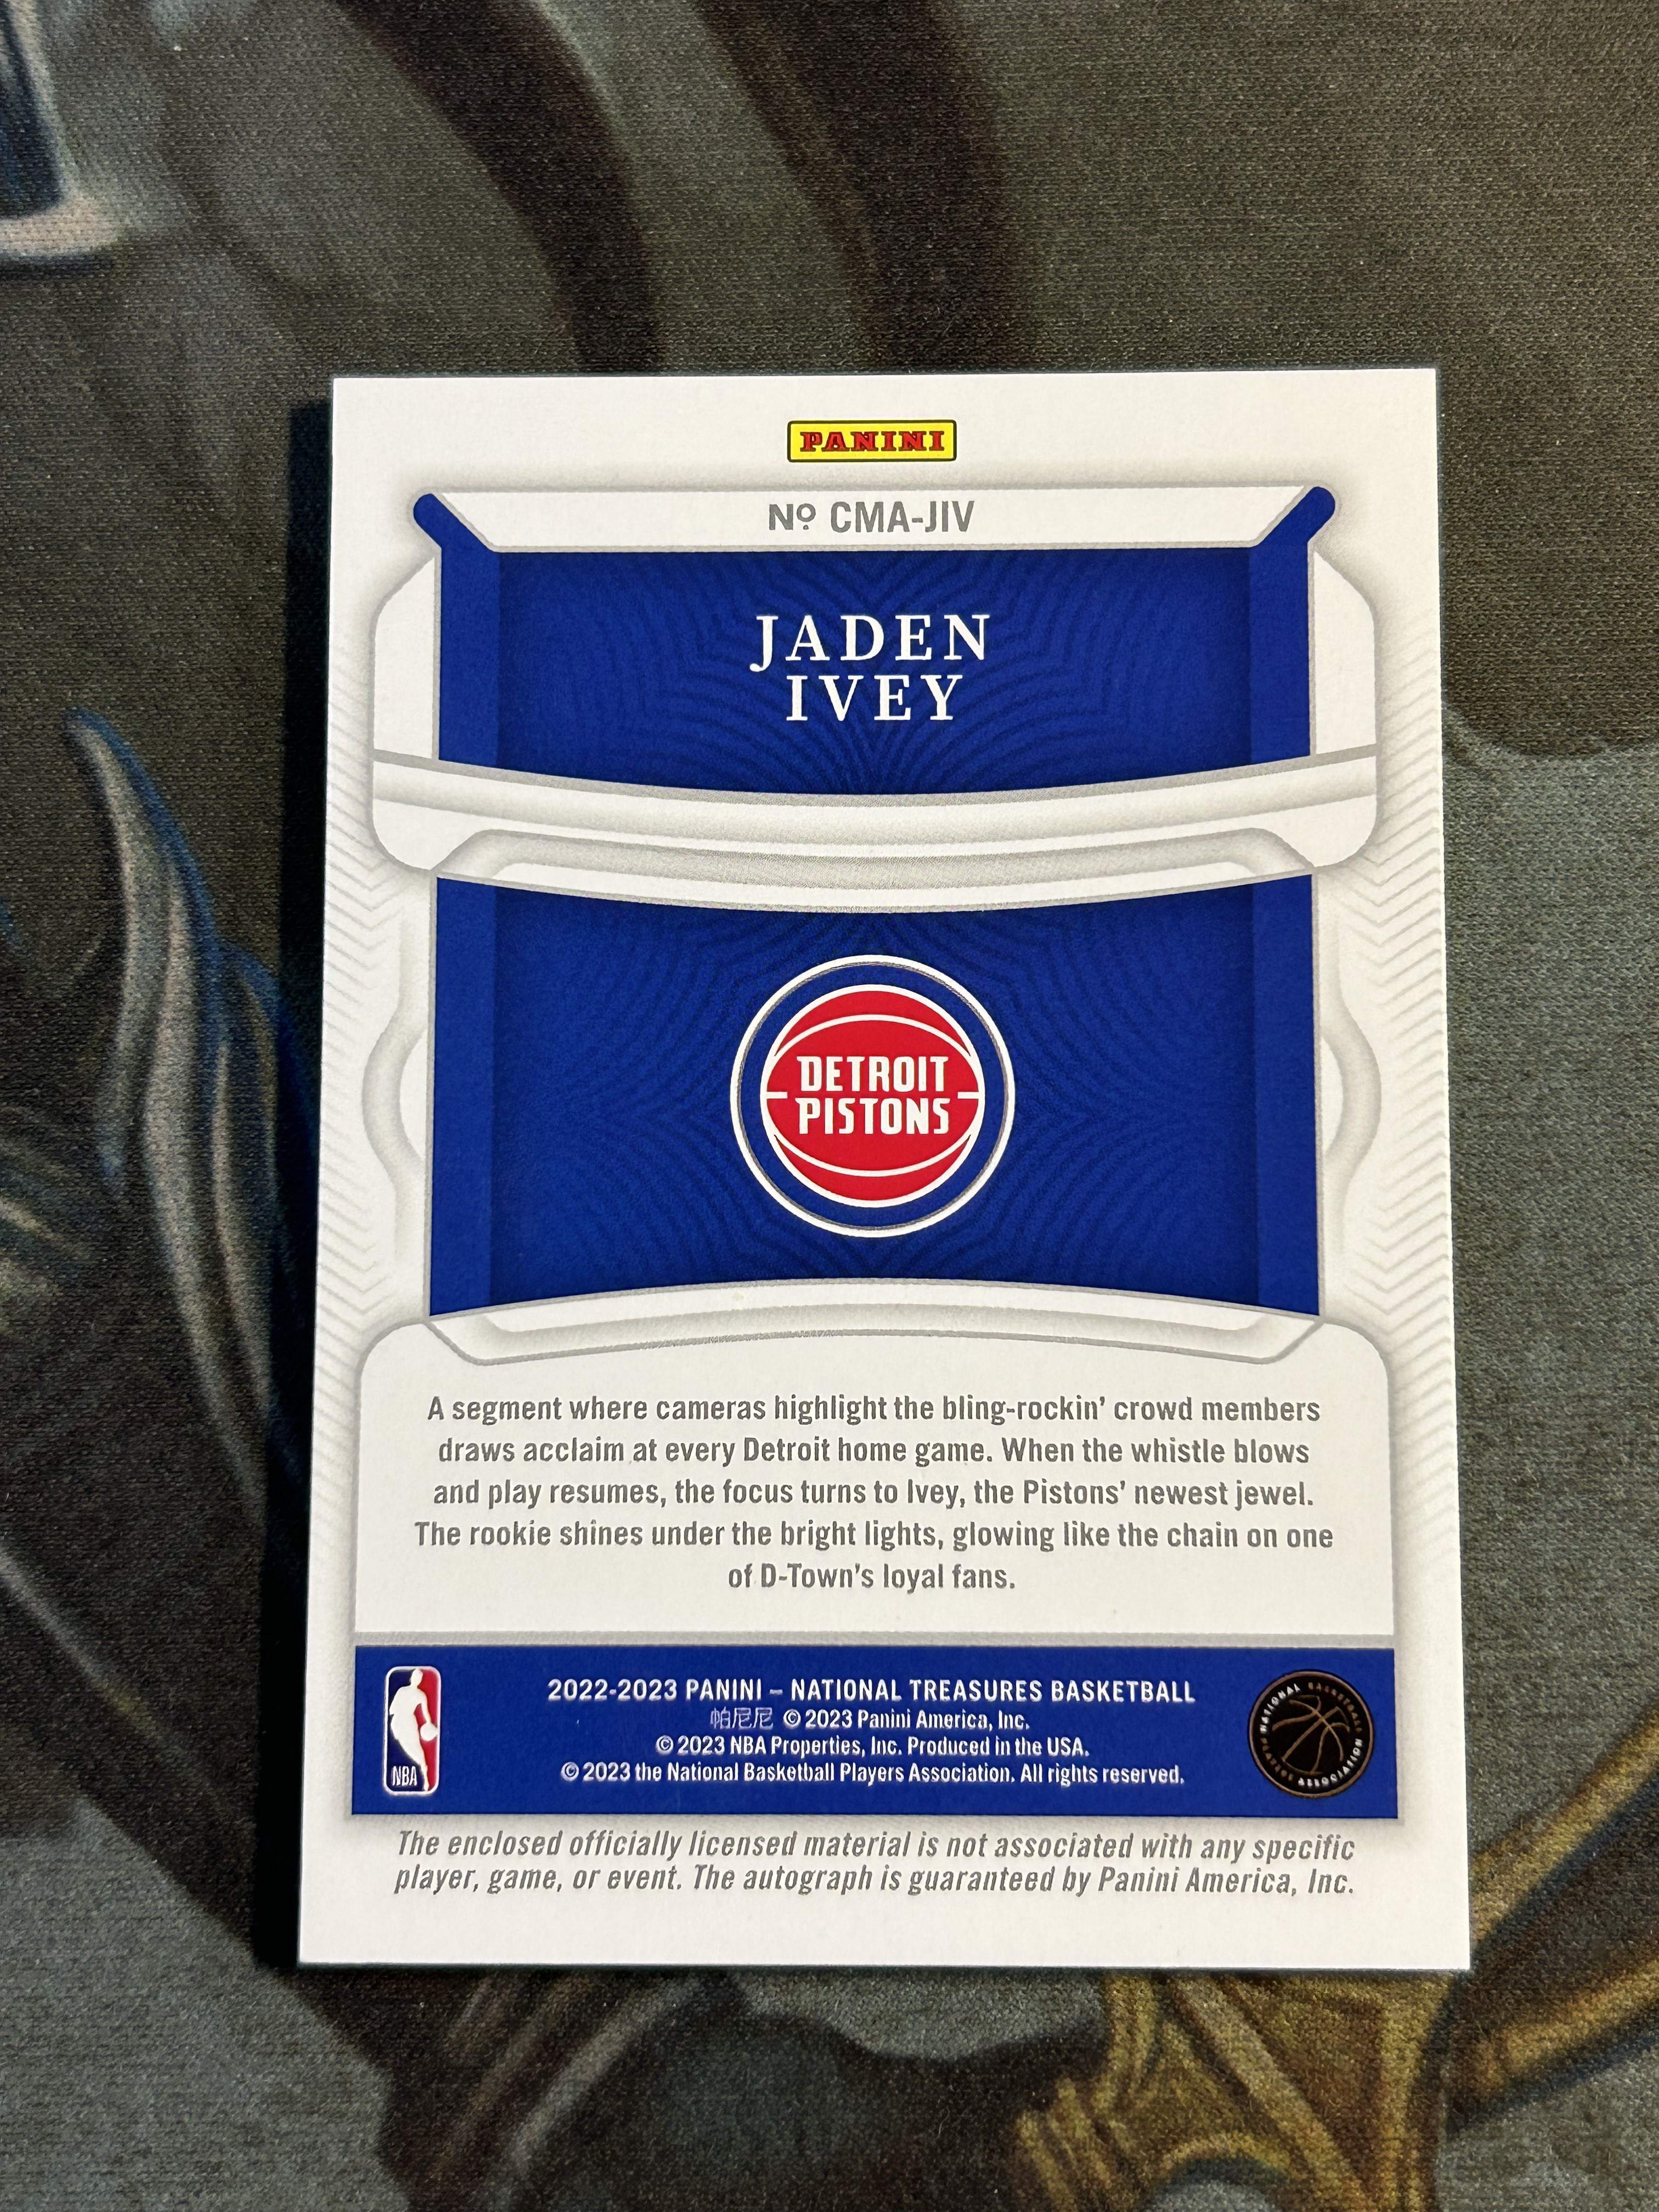 PANINI
Nº CMA-JIV
JADEN
IVEY
DETROIT
PISTONS
A segment where cameras highlight the bling-rockin' crowd members
draws acclaim at every Detroit home game. When the whistle blows
and play resumes, the focus turns to Ivey, the Pistons' newest jewel.
The rookie shines under the bright lights, glowing like the chain on one
of D-Town's loyal fans.
NBA
2022-2023 PANINI – NATIONAL TREASURES BASKETBALL
帕尼尼 © 2023 Panini America, Inc.
© 2023 NBA Properties, Inc. Produced in the USA.
© 2023 the National Basketball Players Association. All rights reserved.
NATIONAL BASKETBALL PLAYERS ASSOCIATION
The enclosed officially licensed material is not associated with any specific
player, game, or event. The autograph is guaranteed by Panini America, Inc.